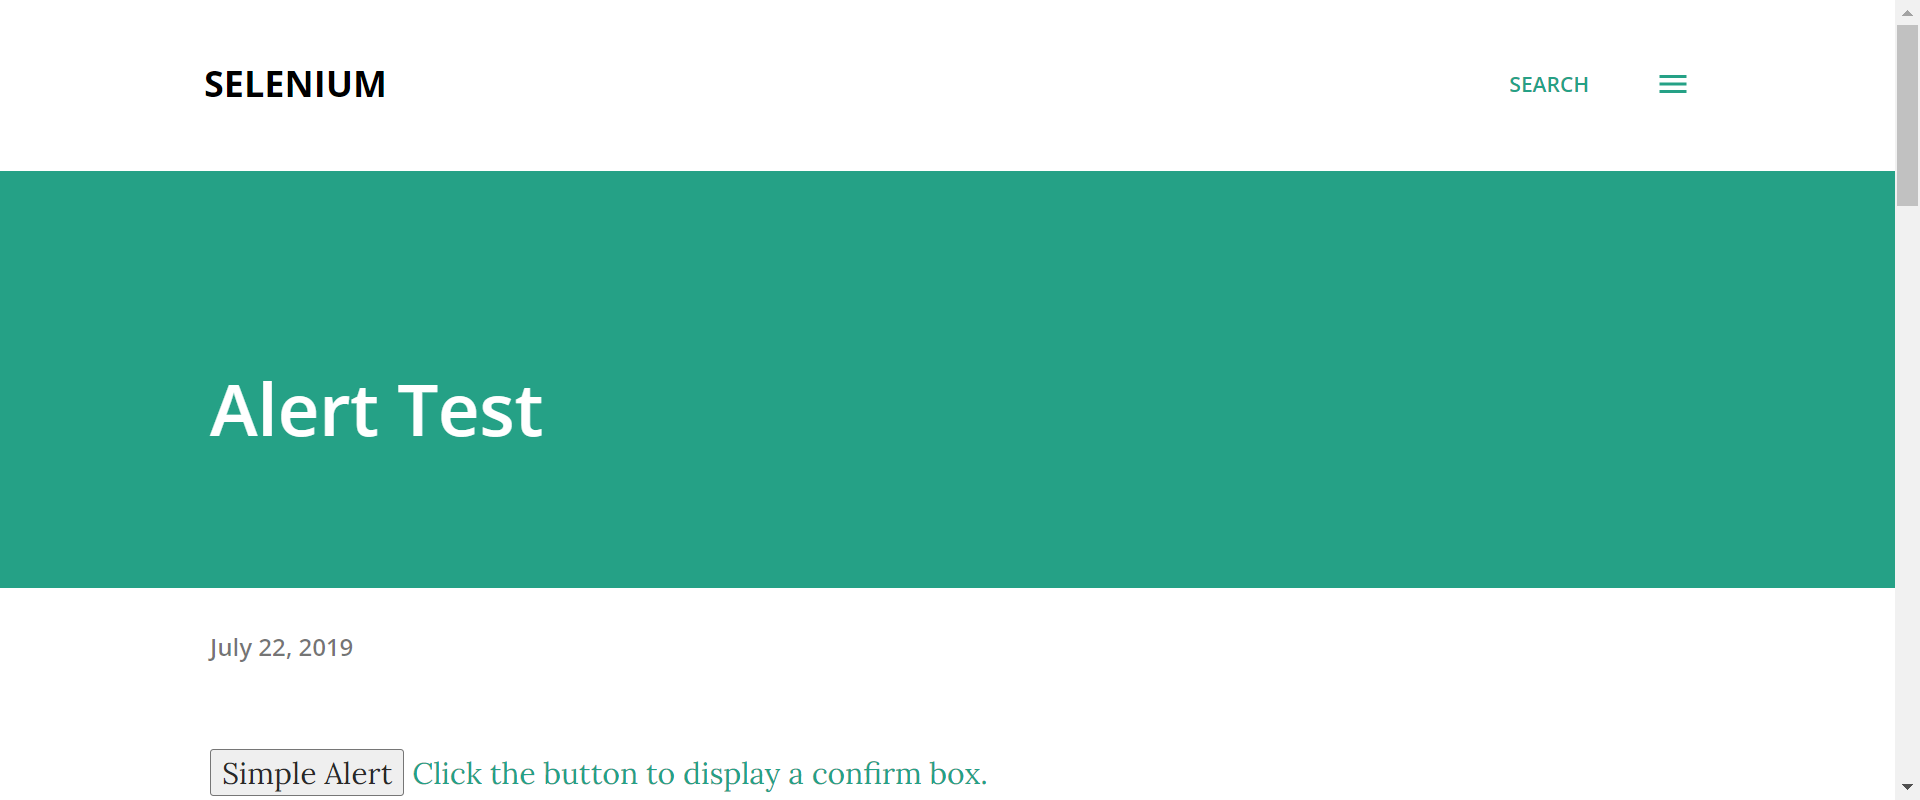 SELENIUM
SEARCH
Alert Test
July 22, 2019
Simple Alert Click the button to display a confirm box.